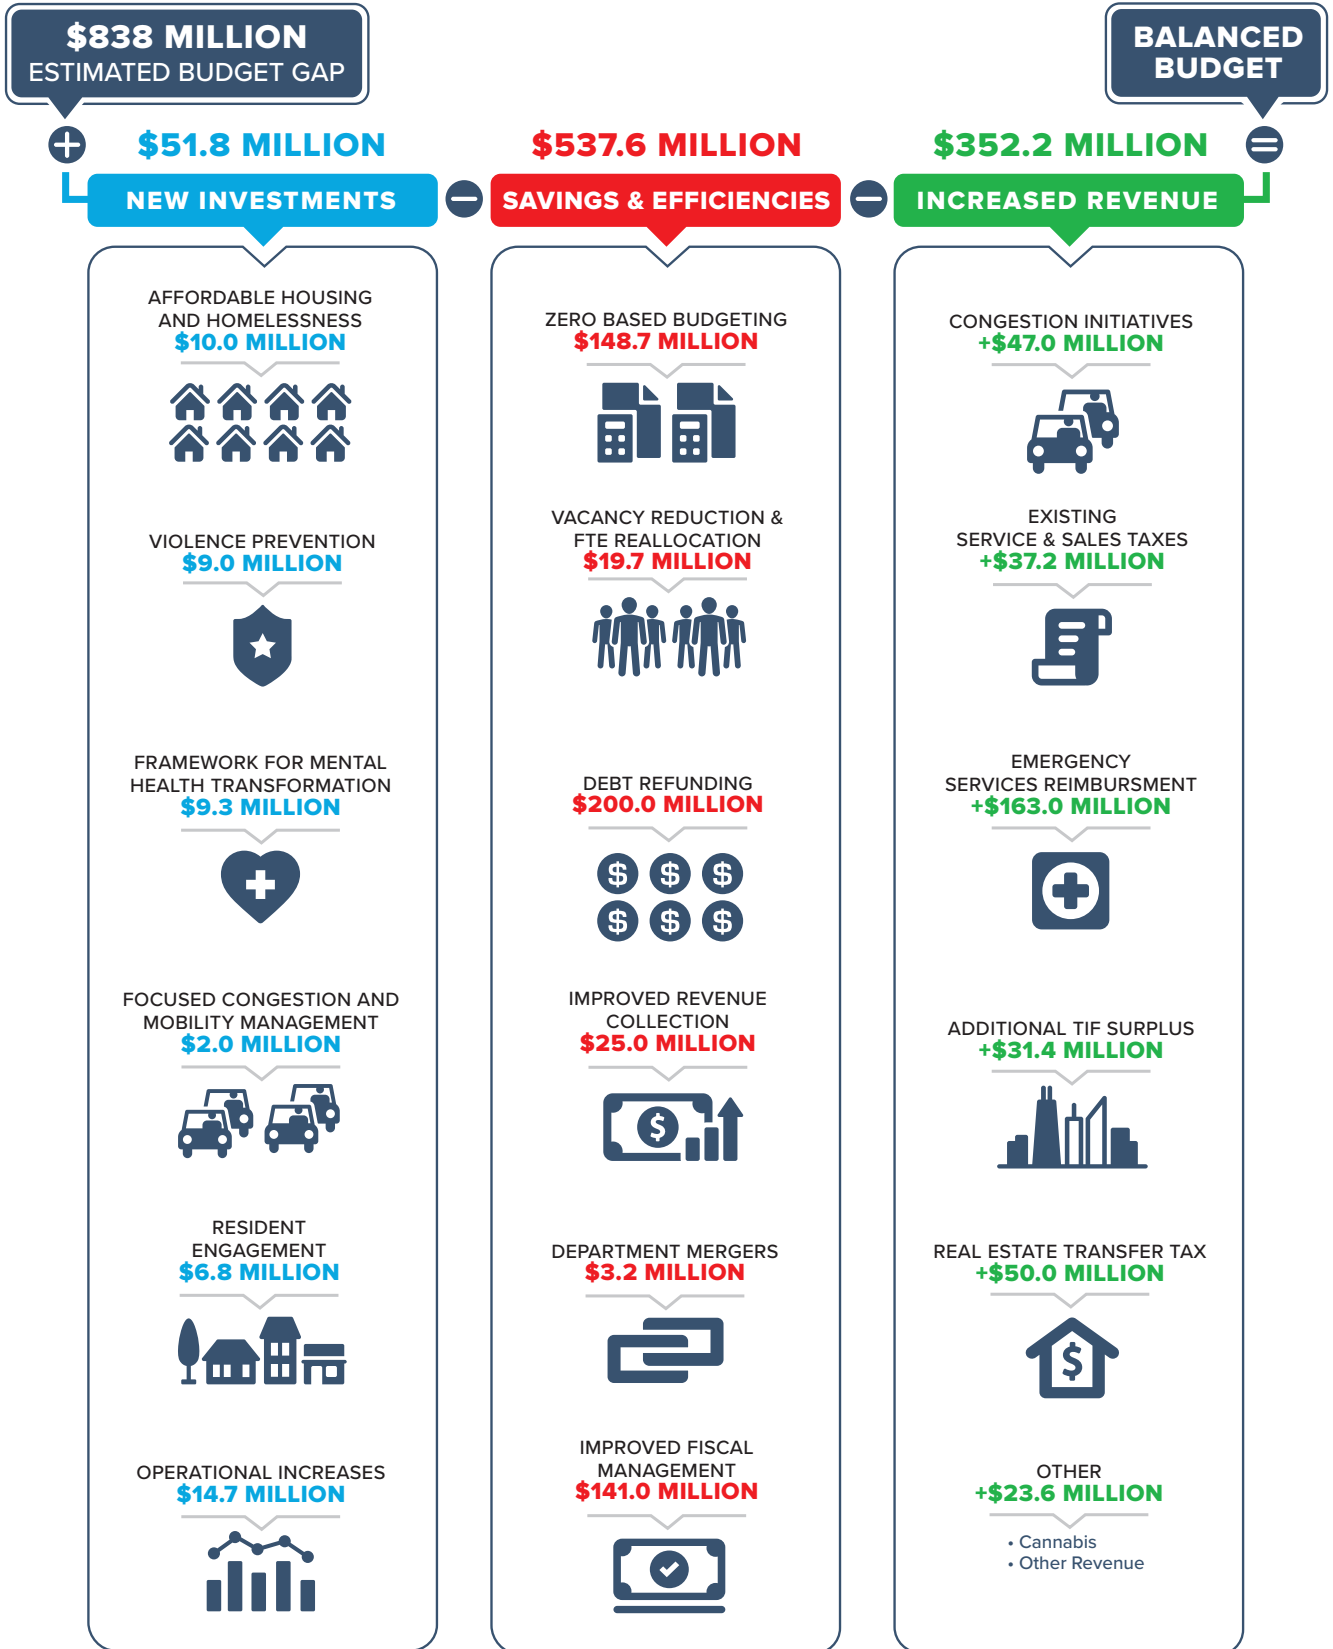 $838 MILLION
ESTIMATED BUDGET GAP
BALANCED
BUDGET
$51.8 MILLION
NEW INVESTMENTS
AFFORDABLE HOUSING
AND HOMELESSNESS
$10.0 MILLION
VIOLENCE PREVENTION
$9.0 MILLION
FRAMEWORK FOR MENTAL
HEALTH TRANSFORMATION
$9.3 MILLION
FOCUSED CONGESTION AND
MOBILITY MANAGEMENT
$2.0 MILLION
RESIDENT
ENGAGEMENT
$6.8 MILLION
OPERATIONAL INCREASES
$14.7 MILLION
$537.6 MILLION
SAVINGS & EFFICIENCIES
ZERO BASED BUDGETING
$148.7 MILLION
VACANCY REDUCTION &
FTE REALLOCATION
$19.7 MILLION
DEBT REFUNDING
$200.0 MILLION
$ $ $
$ $ $
IMPROVED REVENUE
COLLECTION
$25.0 MILLION
$
DEPARTMENT MERGERS
$3.2 MILLION
IMPROVED FISCAL
MANAGEMENT
$141.0 MILLION
$352.2 MILLION
INCREASED REVENUE
CONGESTION INITIATIVES
+$47.0 MILLION
EXISTING
SERVICE & SALES TAXES
+$37.2 MILLION
EMERGENCY
SERVICES REIMBURSMENT
+$163.0 MILLION
ADDITIONAL TIF SURPLUS
+$31.4 MILLION
REAL ESTATE TRANSFER TAX
+$50.0 MILLION
$
OTHER
+$23.6 MILLION
• Cannabis
• Other Revenue